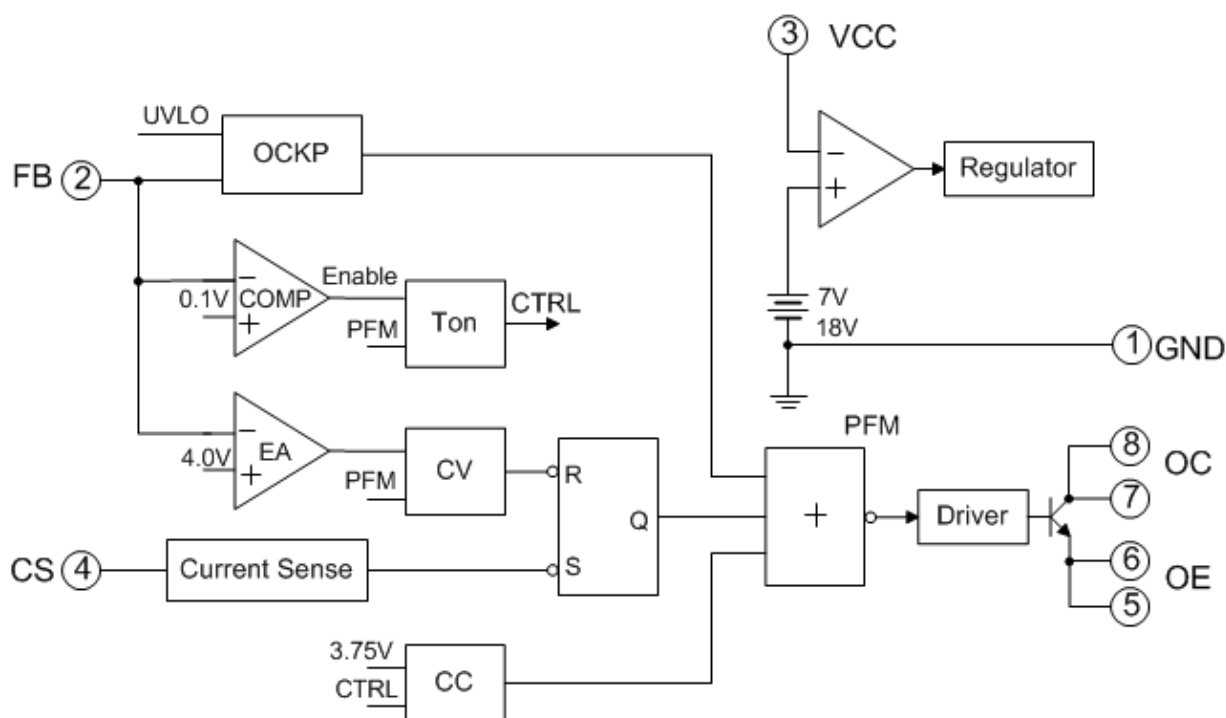 3 VCC
UVLO
OCKP
FB 2
−
+
Regulator
Enable
−
0.1V COMP
+
PFM
Ton
CTRL
7V
18V
1 GND
−
4.0V EA
+
PFM
CV
R
Q
S
PFM
+
Driver
8 OC
7
6 OE
5
CS 4
Current Sense
3.75V
CTRL
CC